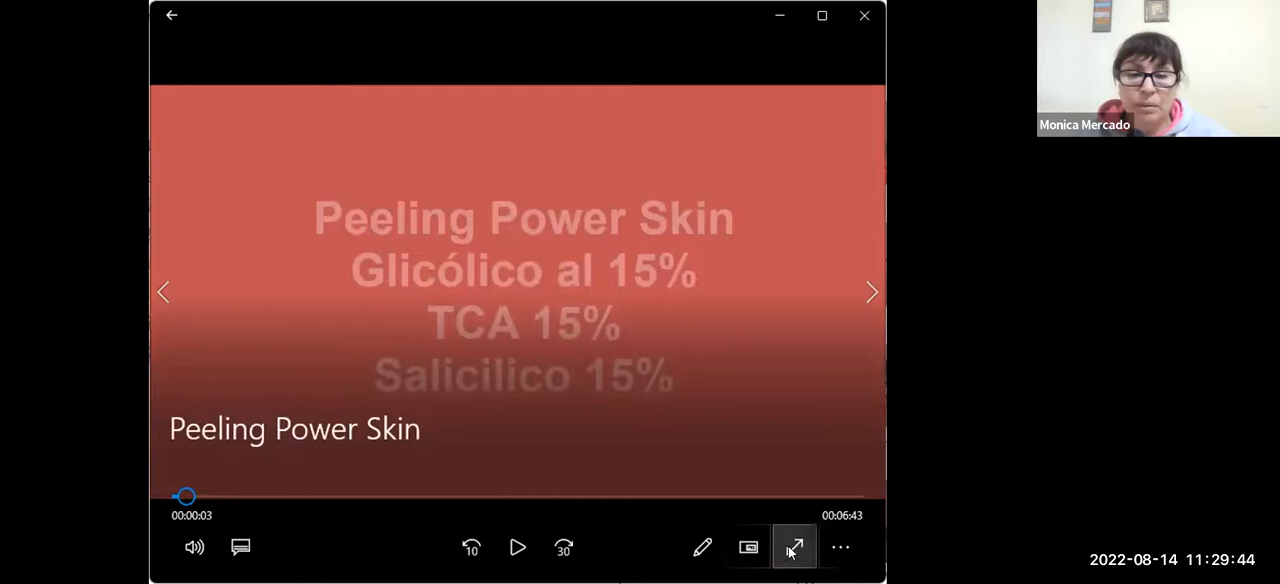 Peeling Power Skin
Glicólico al 15%
TCA 15%
Salicilico 15%
Peeling Power Skin
00:00:03
00:06:43
10
30
Monica Mercado
2022-08-14 11:29:44